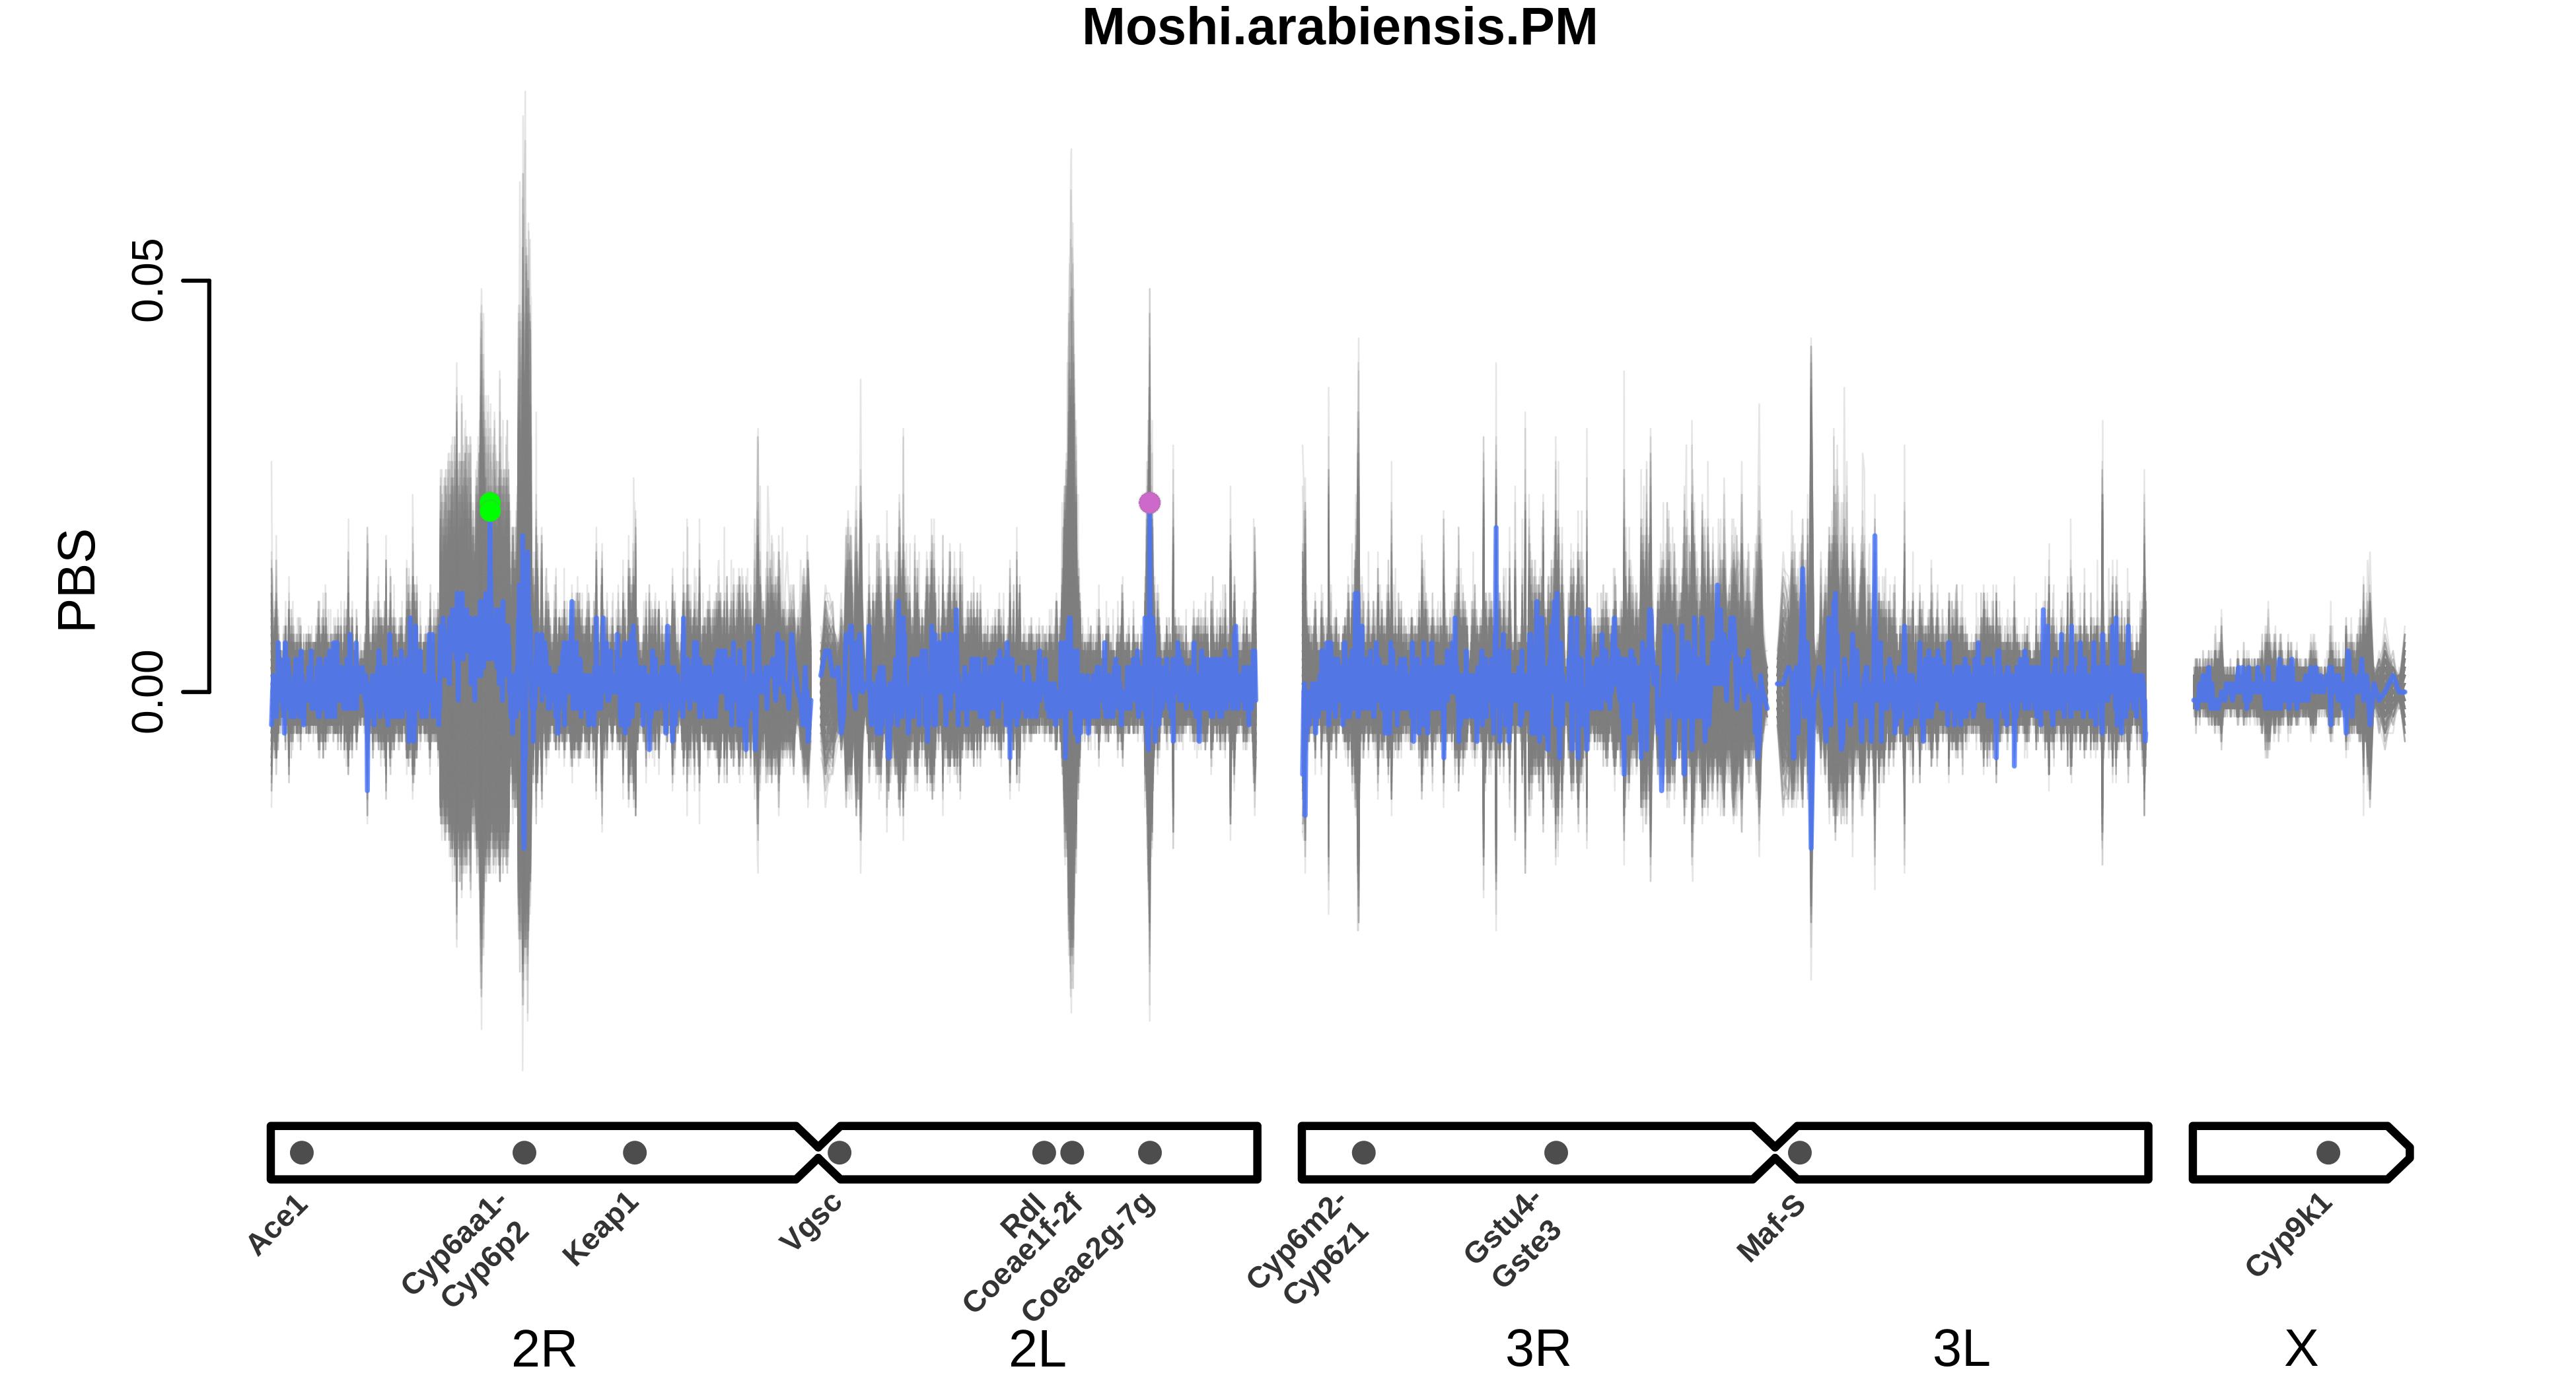 Moshi.arabiensis.PM
PBS
0.05
0.00
Ace1
Cyp6aa1-
Cyp6p2
Keap1
Vgsc
Rdl
Coeae1f-2f
Coeae2g-7g
Cyp6m2-
Cyp6z1
Gstu4-
Gste3
Maf-S
Cyp9k1
2R
2L
3R
3L
X